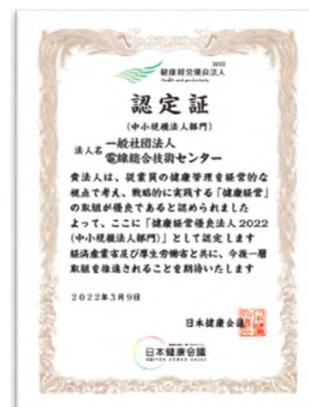 2022
健康経営優良法人
Health and productivity
認定証
(中小規模法人部門)
法人名 一般社団法人
電線総合技術センター
貴法人は、従業員の健康管理を経営的な
視点で考え、戦略的に実践する「健康経営」
の取組が優良であると認められました
よって、ここに「健康経営優良法人2022
(中小規模法人部門)」として認定します
経済産業省及び厚生労働省と共に、今後一層
取組を推進されることを期待いたします
2022年3月9日
日本健康会議
日本健康会議